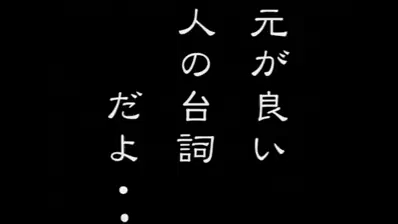 元が良い
人の台詞
だよ・・